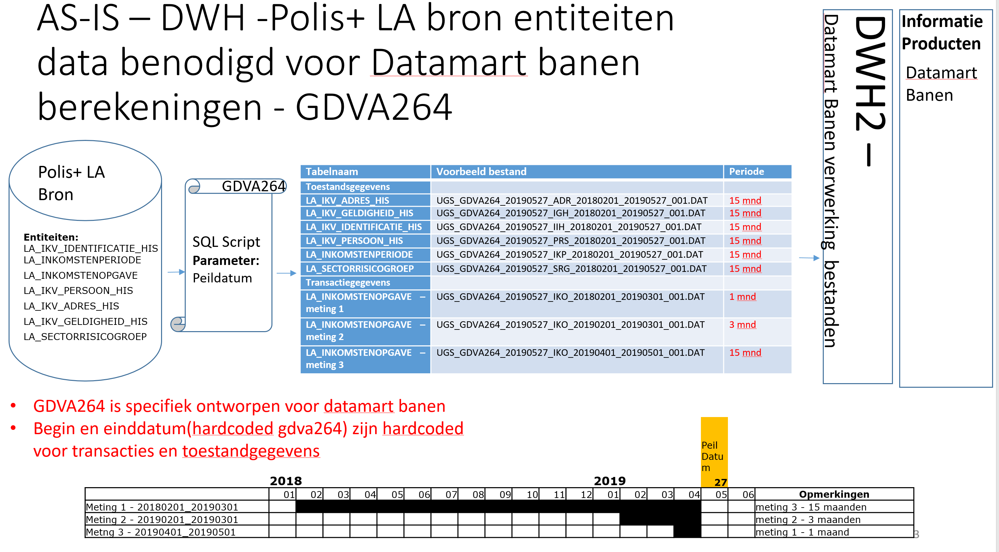 AS-IS – DWH -Polis+ LA bron entiteiten
data benodigd voor Datamart banen
berekeningen - GDVA264
DWH2 –
Datamart Banen verwerking bestanden
Informatie
Producten
Datamart
Banen
Polis+ LA
Bron
Entiteiten:
LA_IKV_IDENTIFICATIE_HIS
LA_INKOMSTENPERIODE
LA_INKOMSTENOPGAVE
LA_IKV_PERSOON_HIS
LA_IKV_ADRES_HIS
LA_IKV_GELDIGHEID_HIS
LA_SECTORRISICOGROEP
GDVA264
SQL Script
Parameter:
Peildatum
Tabelnaam Voorbeeld bestand Periode
Toestandsgegevens
LA_IKV_ADRES_HIS UGS_GDVA264_20190527_ADR_20180201_20190527_001.DAT 15 mnd
LA_IKV_GELDIGHEID_HIS UGS_GDVA264_20190527_IGH_20180201_20190527_001.DAT 15 mnd
LA_IKV_IDENTIFICATIE_HIS UGS_GDVA264_20190527_IIH_20180201_20190527_001.DAT 15 mnd
LA_IKV_PERSOON_HIS UGS_GDVA264_20190527_PRS_20180201_20190527_001.DAT 15 mnd
LA_INKOMSTENPERIODE UGS_GDVA264_20190527_IKP_20180201_20190527_001.DAT 15 mnd
LA_SECTORRISICOGROEP UGS_GDVA264_20190527_SRG_20180201_20190527_001.DAT 15 mnd
Transactiegegevens
LA_INKOMSTENOPGAVE – UGS_GDVA264_20190527_IKO_20180201_20190301_001.DAT 1 mnd
meting 1
LA_INKOMSTENOPGAVE – UGS_GDVA264_20190527_IKO_20190201_20190301_001.DAT 3 mnd
meting 2
LA_INKOMSTENOPGAVE – UGS_GDVA264_20190527_IKO_20190401_20190501_001.DAT 15 mnd
meting 3
• GDVA264 is specifiek ontworpen voor datamart banen
• Begin en einddatum(hardcoded gdva264) zijn hardcoded
voor transacties en toestandgegevens
Peil
Datu
m
2018 2019 27
01 02 03 04 05 06 07 08 09 10 11 12 01 02 03 04 05 06 Opmerkingen
Meting 1 - 20180201_20190301 meting 3 - 15 maanden
Meting 2 - 20190201_20190301 meting 2 - 3 maanden
Metng 3 - 20190401_20190501 meting 1 - 1 maand
3